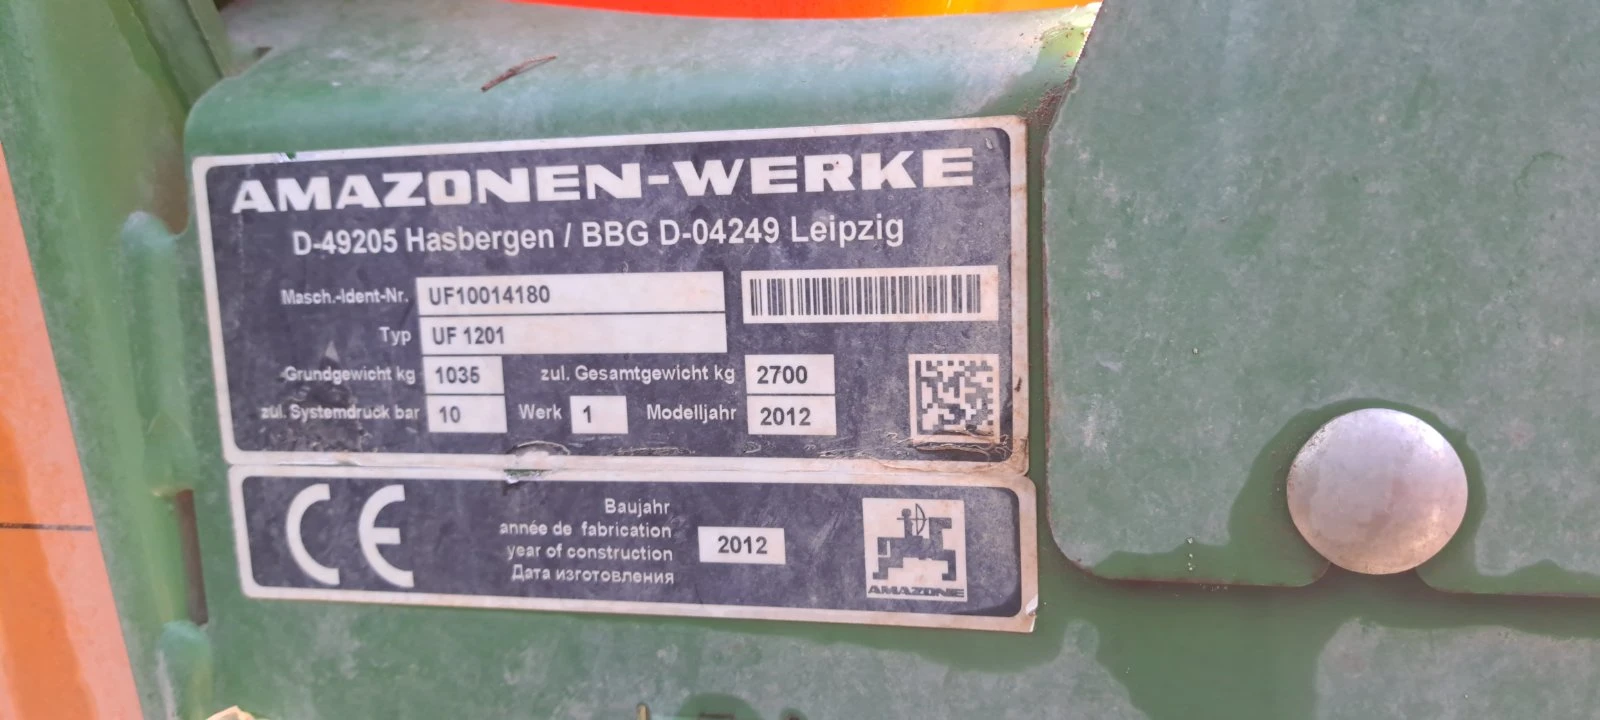 AMAZONEN-WERKE
D-49205 Hasbergen / BBG D-04249 Leipzig
Masch.-Ident-Nr. UF10014180
Typ UF 1201
Grundgewicht kg 1035 zul. Gesamtgewicht kg 2700
zul. Systemdruck bar 10 Werk 1 Modelljahr 2012
CE
Baujahr
année de fabrication
year of construction 2012
Дата изготовления
AMAZONE